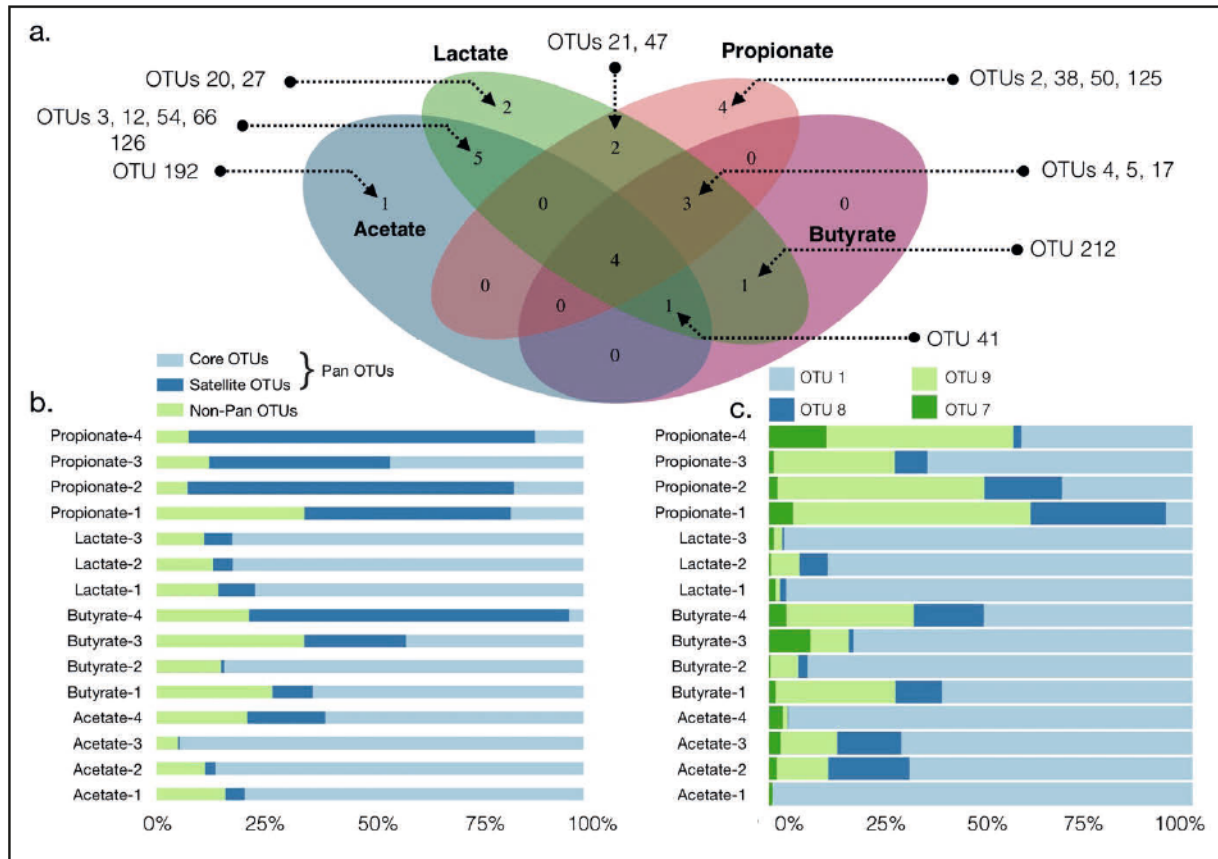 a.
Lactate
OTUs 21, 47
Propionate
OTUs 20, 27
OTUs 2, 38, 50, 125
2
4
OTUs 3, 12, 54, 66
126
5
2
0
OTU 192
OTUs 4, 5, 17
1
0
3
0
Acetate
Butyrate
OTU 212
4
0
0
1
1
OTU 41
0
Core OTUs
Satellite OTUs
Pan OTUs
Non-Pan OTUs
OTU 1
OTU 9
OTU 8
OTU 7
b.
Propionate-4
Propionate-3
Propionate-2
Propionate-1
Lactate-3
Lactate-2
Lactate-1
Butyrate-4
Butyrate-3
Butyrate-2
Butyrate-1
Acetate-4
Acetate-3
Acetate-2
Acetate-1
0% 25% 50% 75% 100%
c.
Propionate-4
Propionate-3
Propionate-2
Propionate-1
Lactate-3
Lactate-2
Lactate-1
Butyrate-4
Butyrate-3
Butyrate-2
Butyrate-1
Acetate-4
Acetate-3
Acetate-2
Acetate-1
0% 25% 50% 75% 100%